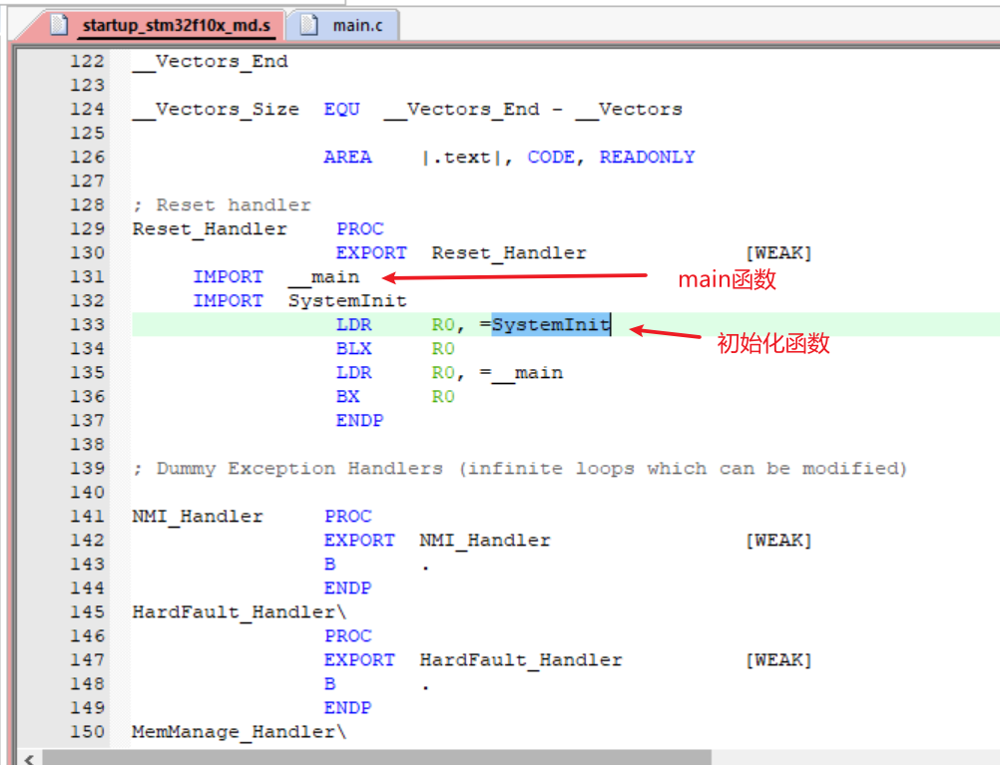 startup_stm32f10x_md.s main.c
122 __Vectors_End
123
124 __Vectors_Size EQU __Vectors_End - __Vectors
125
126 AREA |.text|, CODE, READONLY
127
128 ; Reset handler
129 Reset_Handler PROC
130 EXPORT Reset_Handler [WEAK]
131 IMPORT __main main函数
132 IMPORT SystemInit
133 LDR R0, =SystemInit 初始化函数
134 BLX R0
135 LDR R0, =__main
136 BX R0
137 ENDP
138
139 ; Dummy Exception Handlers (infinite loops which can be modified)
140
141 NMI_Handler PROC
142 EXPORT NMI_Handler [WEAK]
143 B .
144 ENDP
145 HardFault_Handler\
146 PROC
147 EXPORT HardFault_Handler [WEAK]
148 B .
149 ENDP
150 MemManage_Handler\